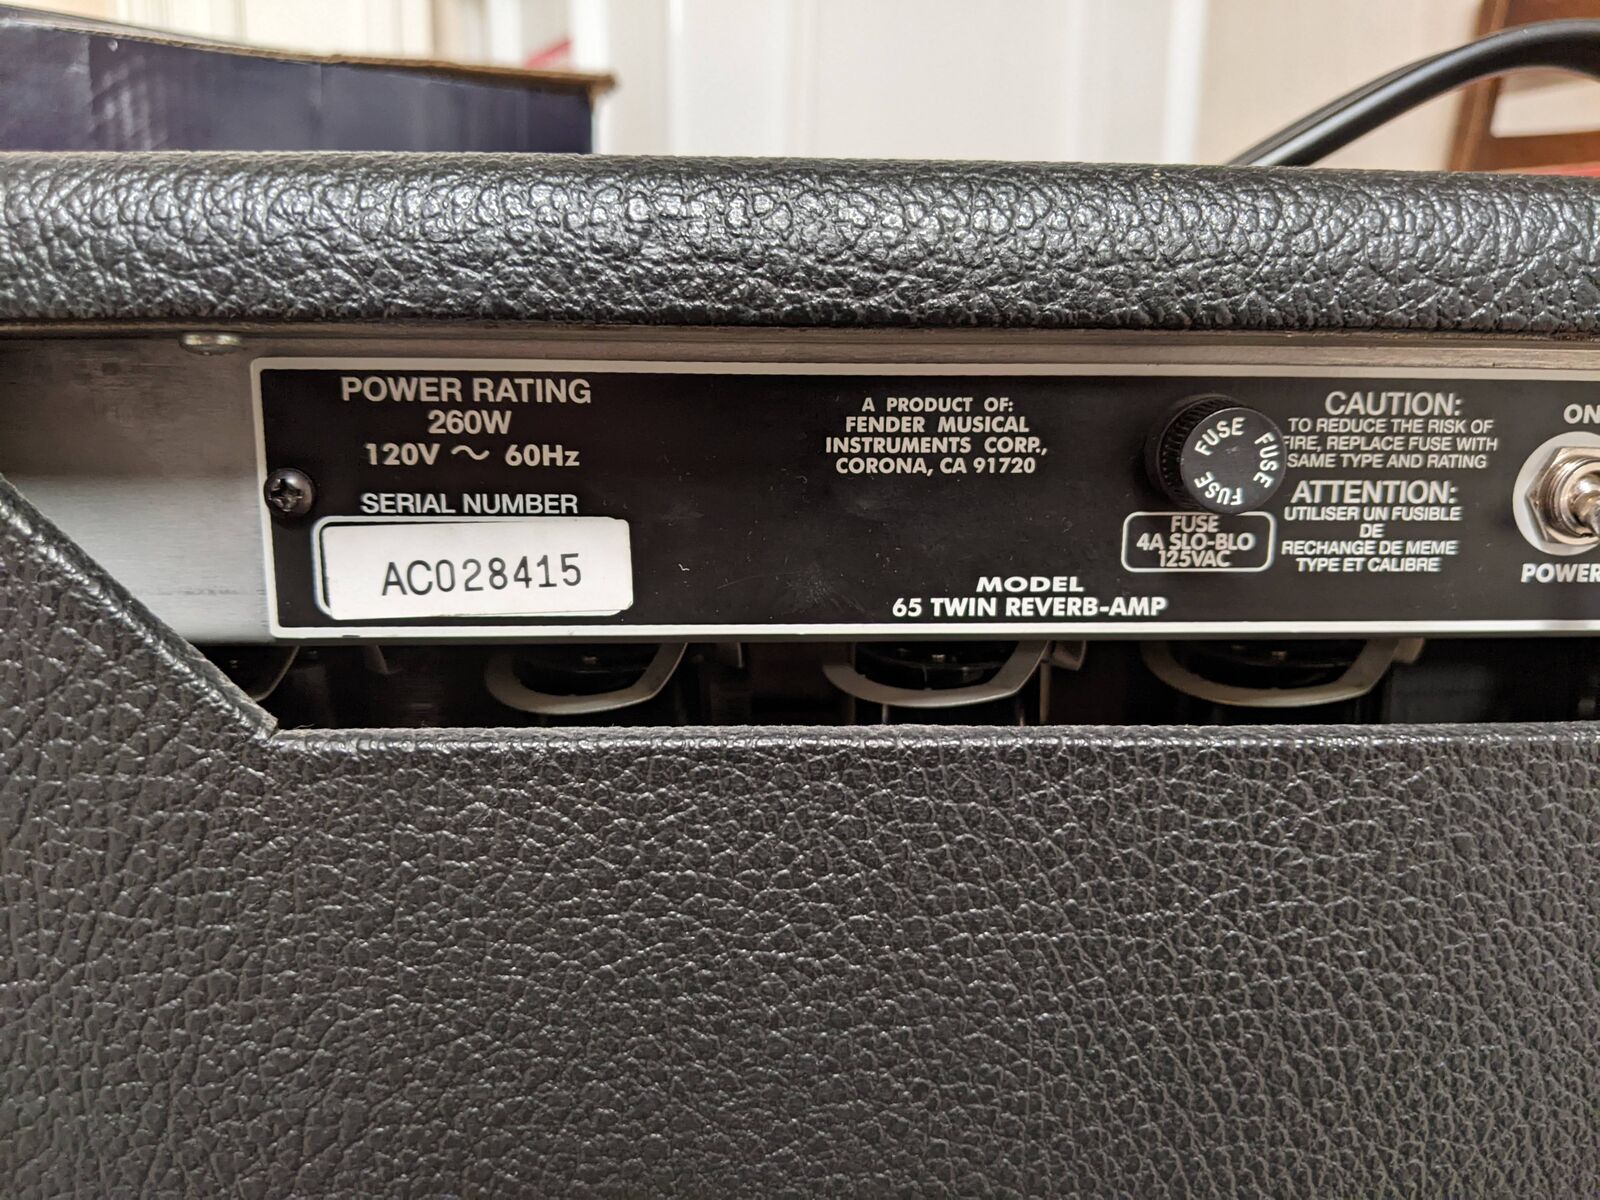 POWER RATING
260W
120V ~ 60Hz
SERIAL NUMBER
AC028415
A PRODUCT OF:
FENDER MUSICAL
INSTRUMENTS CORP.,
CORONA, CA 91720
MODEL
65 TWIN REVERB-AMP
FUSE FUSE FUSE FUSE
FUSE
4A SLO-BLO
125VAC
CAUTION:
TO REDUCE THE RISK OF
FIRE, REPLACE FUSE WITH
SAME TYPE AND RATING
ATTENTION:
UTILISER UN FUSIBLE
DE
RECHANGE DE MEME
TYPE ET CALIBRE
ON
POWER